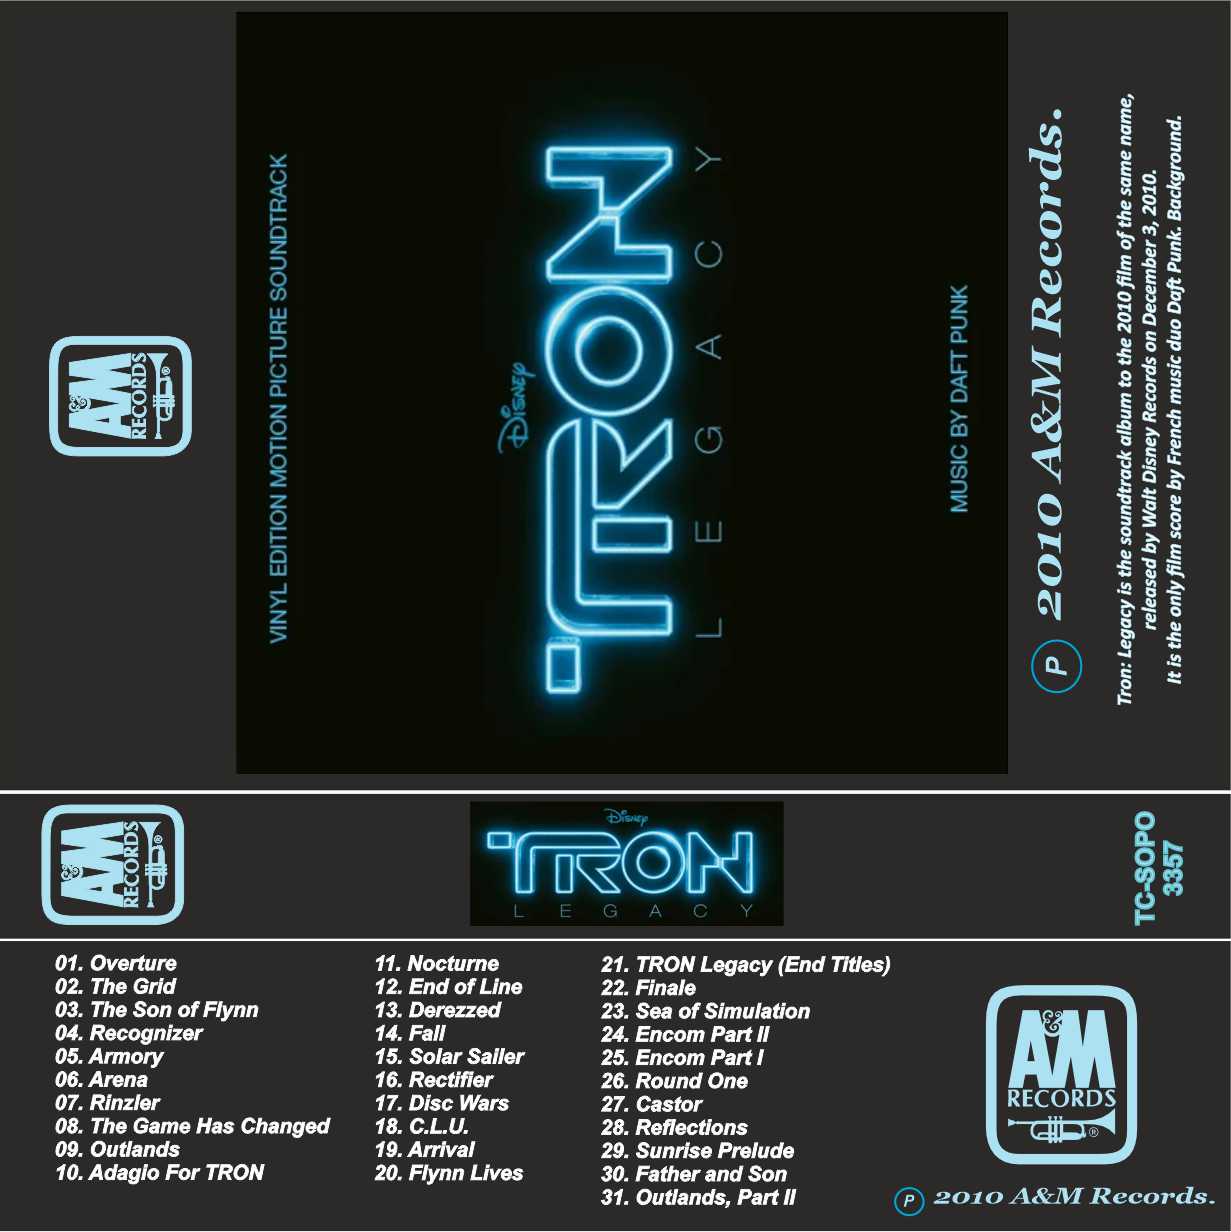 A&M
RECORDS
®
VINYL EDITION MOTION PICTURE SOUNDTRACK
Disney
TRON
LEGACY
MUSIC BY DAFT PUNK
P 2010 A&M Records.
Tron: Legacy is the soundtrack album to the 2010 film of the same name,
released by Walt Disney Records on December 3, 2010.
It is the only film score by French music duo Daft Punk. Background.
A&M
RECORDS
®
Disney
TRON
LEGACY
TC-SOPO
3357
01. Overture
02. The Grid
03. The Son of Flynn
04. Recognizer
05. Armory
06. Arena
07. Rinzler
08. The Game Has Changed
09. Outlands
10. Adagio For TRON
11. Nocturne
12. End of Line
13. Derezzed
14. Fall
15. Solar Sailer
16. Rectifier
17. Disc Wars
18. C.L.U.
19. Arrival
20. Flynn Lives
21. TRON Legacy (End Titles)
22. Finale
23. Sea of Simulation
24. Encom Part II
25. Encom Part I
26. Round One
27. Castor
28. Reflections
29. Sunrise Prelude
30. Father and Son
31. Outlands, Part II
A&M
RECORDS
®
P 2010 A&M Records.